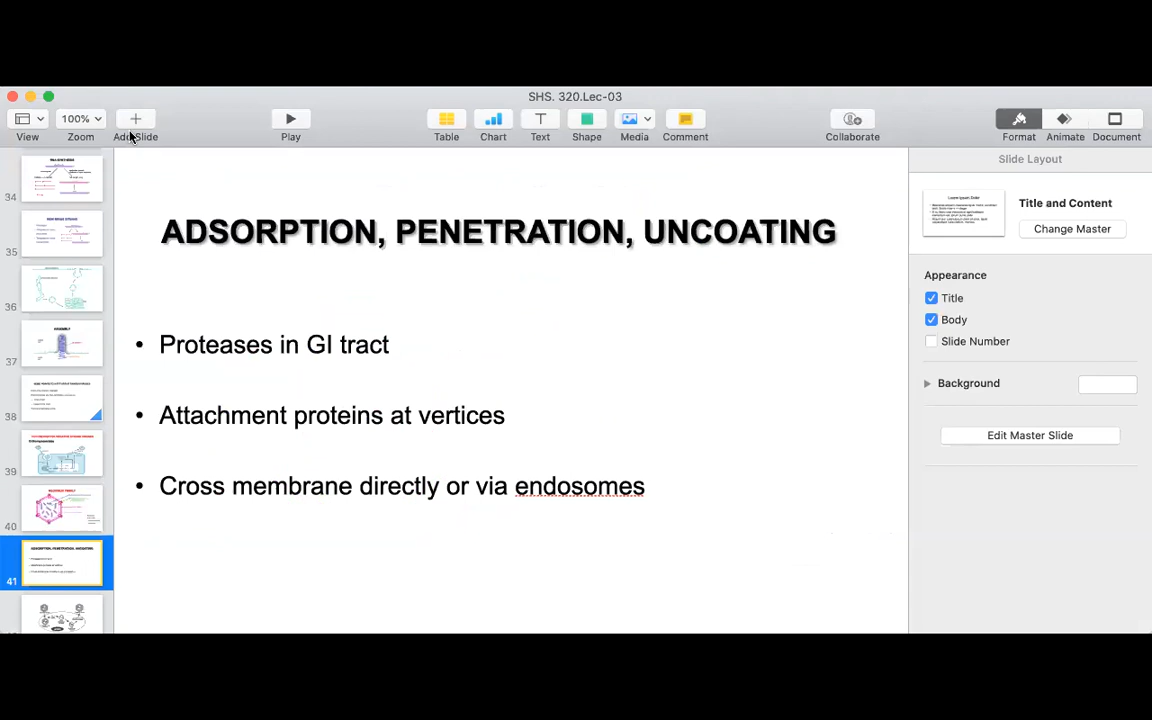 SHS. 320.Lec-03
100%
View
Zoom
Add Slide
Play
Table
Chart
Text
Shape
Media
Comment
Collaborate
Format
Animate
Document
34
35
36
ASSEMBLY
37
38
39
40
41
ADSORPTION, PENETRATION, UNCOATING
• Proteases in GI tract
• Attachment proteins at vertices
• Cross membrane directly or via endosomes
Slide Layout
Title and Content
Change Master
Appearance
Title
Body
Slide Number
Background
Edit Master Slide